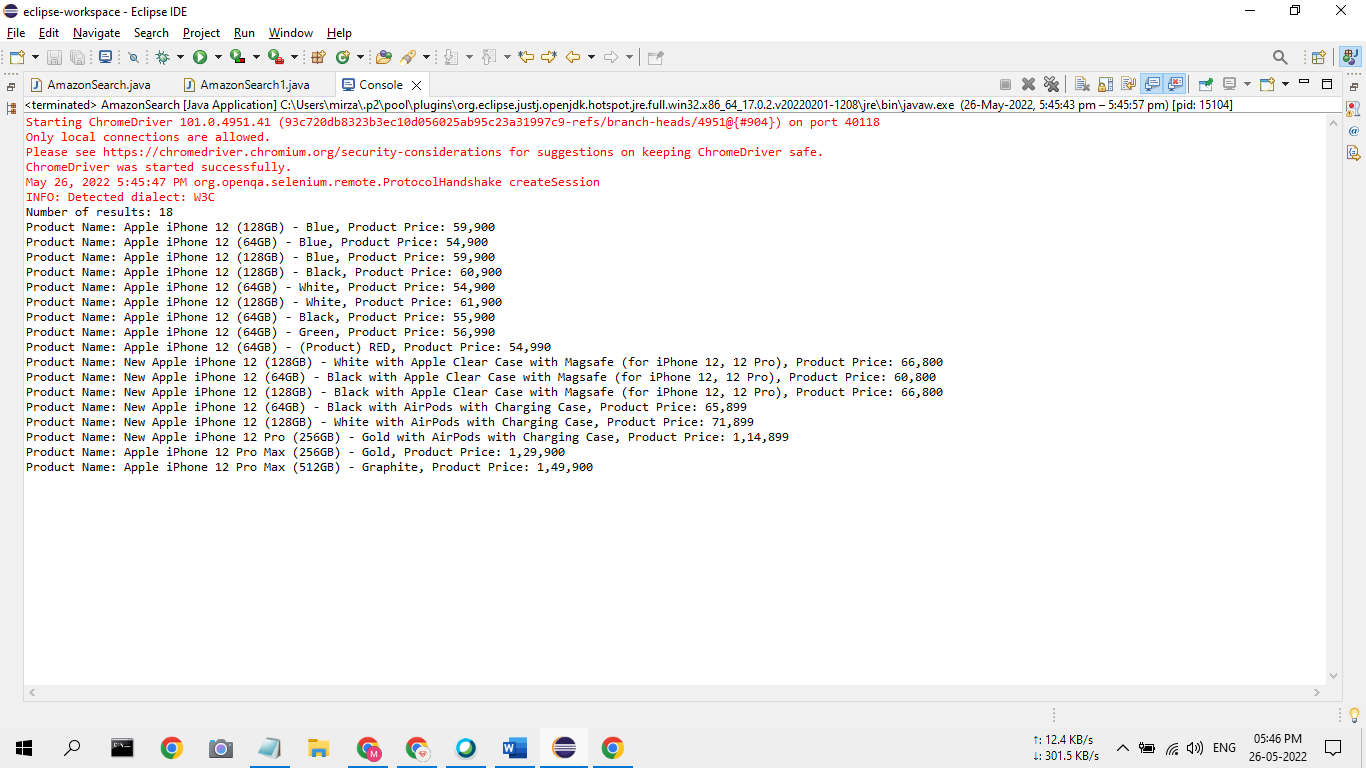 eclipse-workspace - Eclipse IDE
File Edit Navigate Search Project Run Window Help
AmazonSearch.java AmazonSearch1.java Console
<terminated> AmazonSearch [Java Application] C:\Users\mirza\.p2\pool\plugins\org.eclipse.justj.openjdk.hotspot.jre.full.win32.x86_64_17.0.2.v20220201-1208\jre\bin\javaw.exe (26-May-2022, 5:45:43 pm – 5:45:57 pm) [pid: 15104]
Starting ChromeDriver 101.0.4951.41 (93c720db8323b3ec10d056025ab95c23a31997c9-refs/branch-heads/4951@{#904}) on port 40118
Only local connections are allowed.
Please see https://chromedriver.chromium.org/security-considerations for suggestions on keeping ChromeDriver safe.
ChromeDriver was started successfully.
May 26, 2022 5:45:47 PM org.openqa.selenium.remote.ProtocolHandshake createSession
INFO: Detected dialect: W3C
Number of results: 18
Product Name: Apple iPhone 12 (128GB) - Blue, Product Price: 59,900
Product Name: Apple iPhone 12 (64GB) - Blue, Product Price: 54,900
Product Name: Apple iPhone 12 (128GB) - Blue, Product Price: 59,900
Product Name: Apple iPhone 12 (128GB) - Black, Product Price: 60,900
Product Name: Apple iPhone 12 (64GB) - White, Product Price: 54,900
Product Name: Apple iPhone 12 (128GB) - White, Product Price: 61,900
Product Name: Apple iPhone 12 (64GB) - Black, Product Price: 55,900
Product Name: Apple iPhone 12 (64GB) - Green, Product Price: 56,990
Product Name: Apple iPhone 12 (64GB) - (Product) RED, Product Price: 54,990
Product Name: New Apple iPhone 12 (128GB) - White with Apple Clear Case with Magsafe (for iPhone 12, 12 Pro), Product Price: 66,800
Product Name: New Apple iPhone 12 (64GB) - Black with Apple Clear Case with Magsafe (for iPhone 12, 12 Pro), Product Price: 60,800
Product Name: New Apple iPhone 12 (128GB) - Black with Apple Clear Case with Magsafe (for iPhone 12, 12 Pro), Product Price: 66,800
Product Name: New Apple iPhone 12 (64GB) - Black with AirPods with Charging Case, Product Price: 65,899
Product Name: New Apple iPhone 12 (128GB) - White with AirPods with Charging Case, Product Price: 71,899
Product Name: New Apple iPhone 12 Pro (256GB) - Gold with AirPods with Charging Case, Product Price: 1,14,899
Product Name: Apple iPhone 12 Pro Max (256GB) - Gold, Product Price: 1,29,900
Product Name: Apple iPhone 12 Pro Max (512GB) - Graphite, Product Price: 1,49,900
↑: 12.4 KB/s
↓: 301.5 KB/s
ENG
05:46 PM
26-05-2022